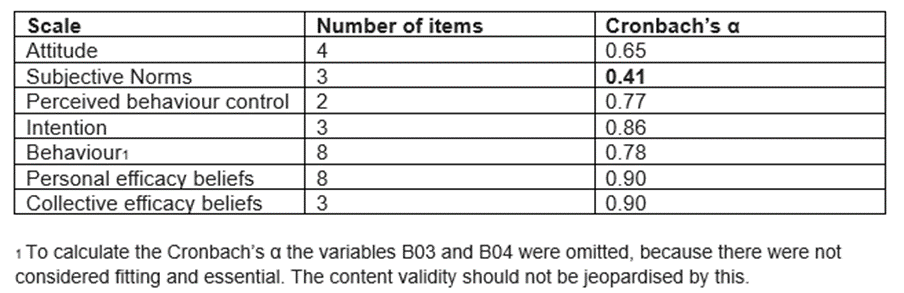 Scale Number of items Cronbach's α
Attitude 4 0.65
Subjective Norms 3 0.41
Perceived behaviour control 2 0.77
Intention 3 0.86
Behaviour1 8 0.78
Personal efficacy beliefs 8 0.90
Collective efficacy beliefs 3 0.90
1 To calculate the Cronbach's α the variables B03 and B04 were omitted, because there were not
considered fitting and essential. The content validity should not be jeopardised by this.